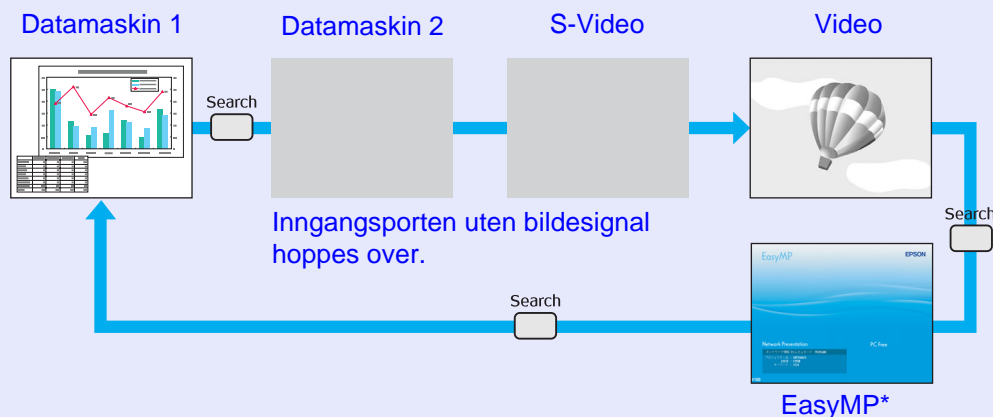 Datamaskin 1
Datamaskin 2
S-Video
Video
Search
Inngangsporten uten bildesignal
hoppes over.
Search
EasyMP
EPSON
Search
Network Presentation
PC Free
EasyMP*